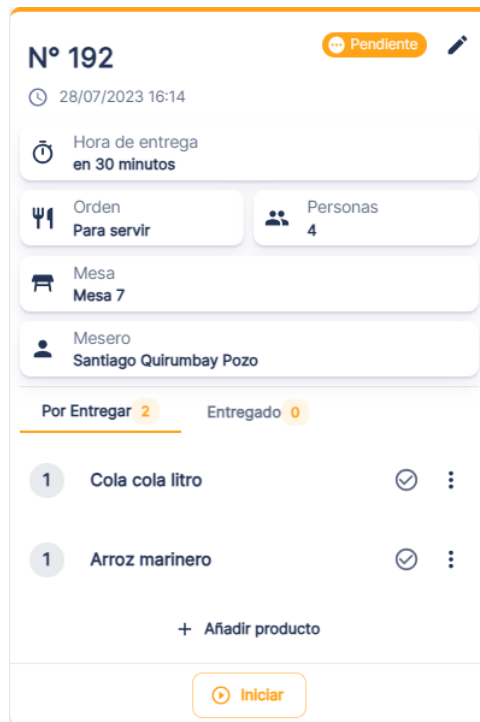 N° 192
Pendiente
28/07/2023 16:14
Hora de entrega
en 30 minutos
Orden
Para servir
Personas
4
Mesa
Mesa 7
Mesero
Santiago Quirumbay Pozo
Por Entregar 2
Entregado 0
1 Cola cola litro
1 Arroz marinero
+ Añadir producto
Iniciar